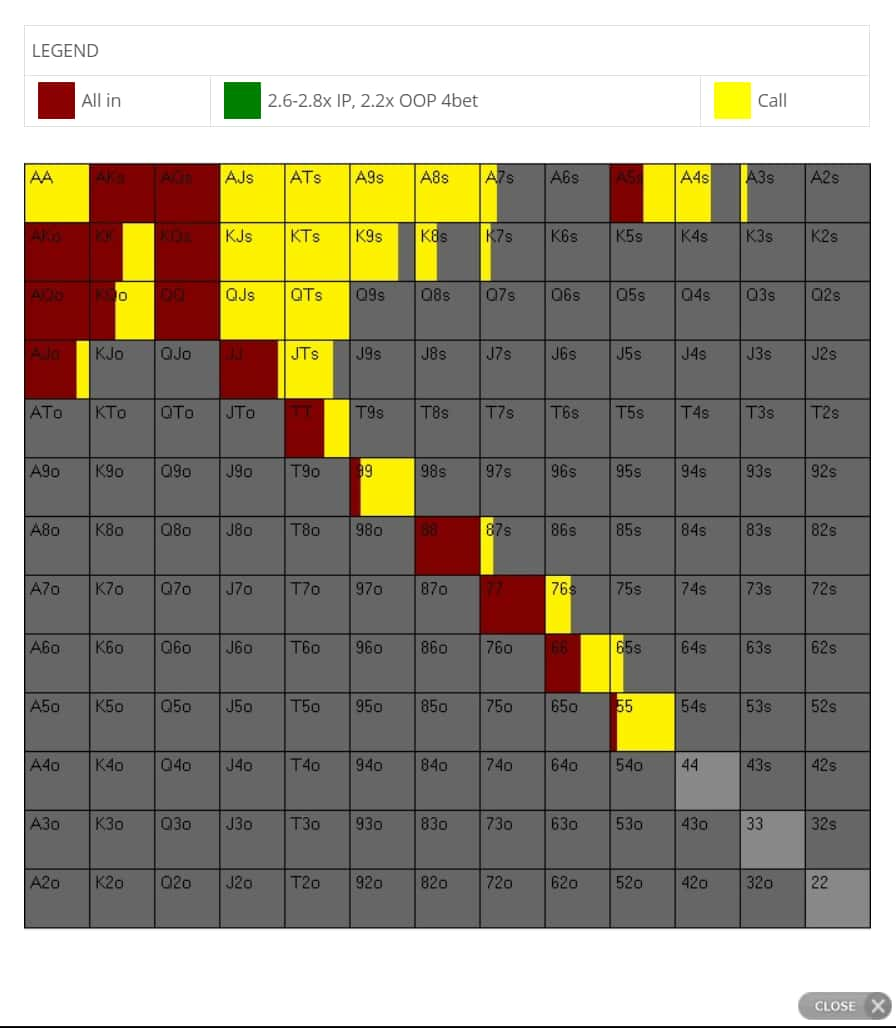 LEGEND
All in
2.6-2.8x IP, 2.2x OOP 4bet
Call
AA AKs AQs AJs ATs A9s A8s A7s A6s A5s A4s A3s A2s
AKo KK KQs KJs KTs K9s K8s K7s K6s K5s K4s K3s K2s
AQo KQo QQ QJs QTs Q9s Q8s Q7s Q6s Q5s Q4s Q3s Q2s
AJo KJo QJo JJ JTs J9s J8s J7s J6s J5s J4s J3s J2s
ATo KTo QTo JTo TT T9s T8s T7s T6s T5s T4s T3s T2s
A9o K9o Q9o J9o T9o 99 98s 97s 96s 95s 94s 93s 92s
A8o K8o Q8o J8o T8o 98o 88 87s 86s 85s 84s 83s 82s
A7o K7o Q7o J7o T7o 97o 87o 77 76s 75s 74s 73s 72s
A6o K6o Q6o J6o T6o 96o 86o 76o 66 65s 64s 63s 62s
A5o K5o Q5o J5o T5o 95o 85o 75o 65o 55 54s 53s 52s
A4o K4o Q4o J4o T4o 94o 84o 74o 64o 54o 44 43s 42s
A3o K3o Q3o J3o T3o 93o 83o 73o 63o 53o 43o 33 32s
A2o K2o Q2o J2o T2o 92o 82o 72o 62o 52o 42o 32o 22
CLOSE